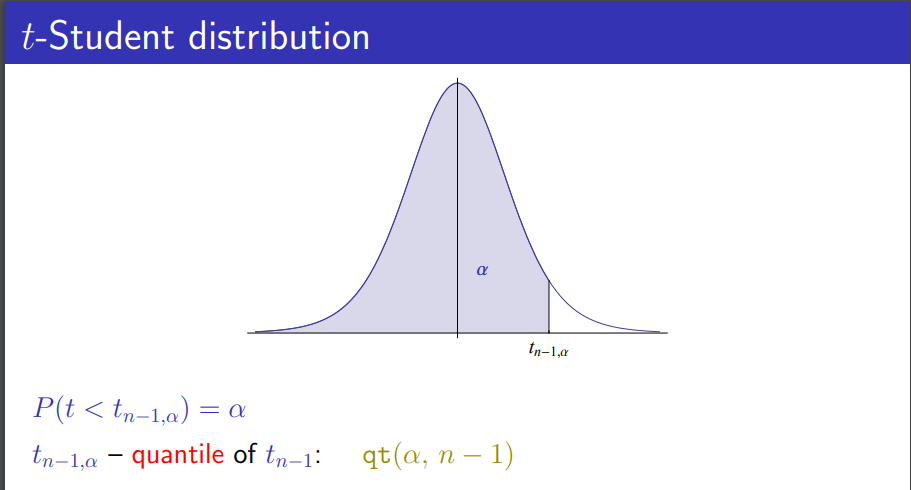 t-Student distribution
α
t_{n−1,α}
P(t < t_{n−1,α}) = α
t_{n−1,α} – quantile of t_{n−1}: qt(α, n − 1)